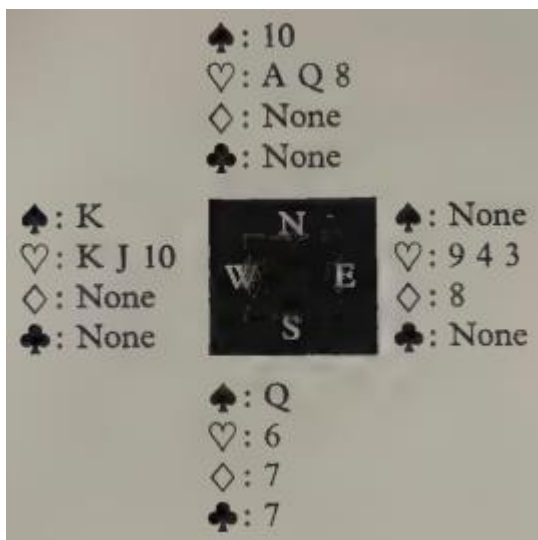 ♠: 10
♡: A Q 8
♢: None
♣: None
♠: K
♡: K J 10
♢: None
♣: None
N
W E
S
♠: None
♡: 9 4 3
♢: 8
♣: None
♠: Q
♡: 6
♢: 7
♣: 7